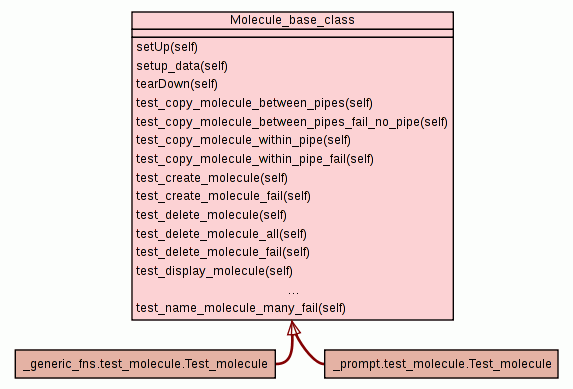 Molecule_base_class
setUp(self)
setup_data(self)
tearDown(self)
test_copy_molecule_between_pipes(self)
test_copy_molecule_between_pipes_fail_no_pipe(self)
test_copy_molecule_within_pipe(self)
test_copy_molecule_within_pipe_fail(self)
test_create_molecule(self)
test_create_molecule_fail(self)
test_delete_molecule(self)
test_delete_molecule_all(self)
test_delete_molecule_fail(self)
test_display_molecule(self)
...
test_name_molecule_many_fail(self)
_generic_fns.test_molecule.Test_molecule
_prompt.test_molecule.Test_molecule